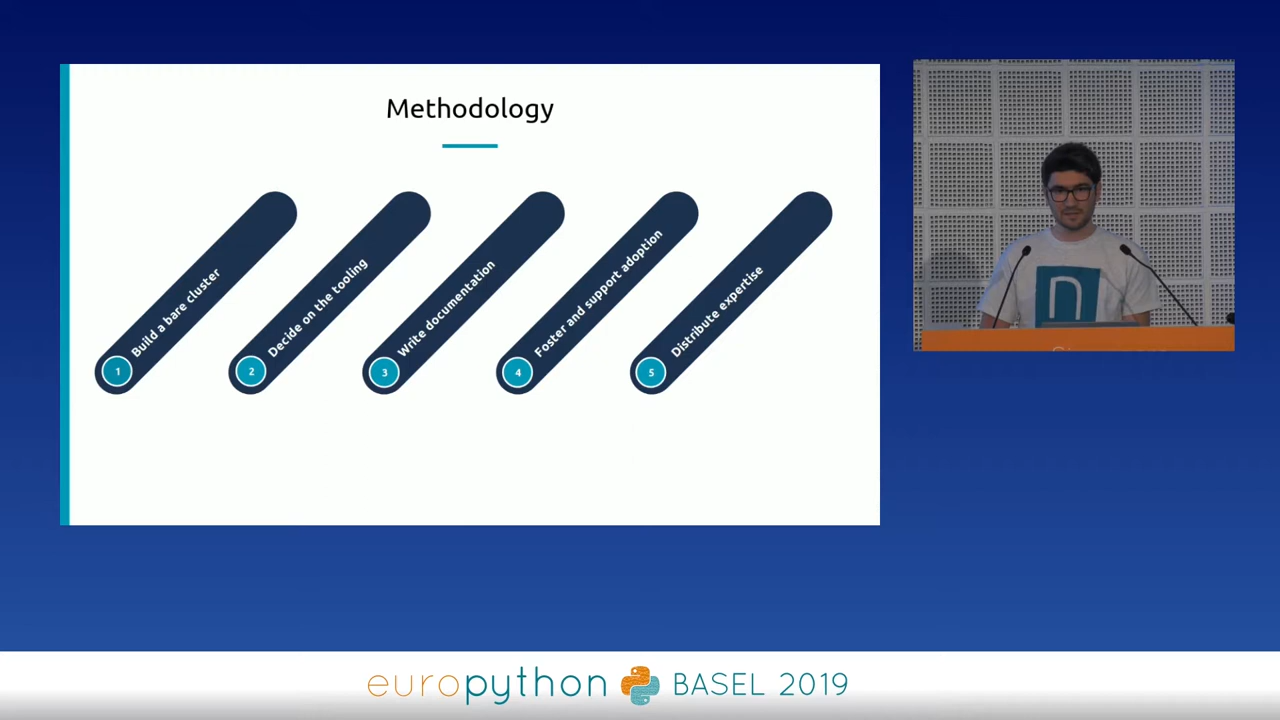 Methodology
1 Build a bare cluster
2 Decide on the tooling
3 Write documentation
4 Foster and support adoption
5 Distribute expertise
n
europython BASEL 2019